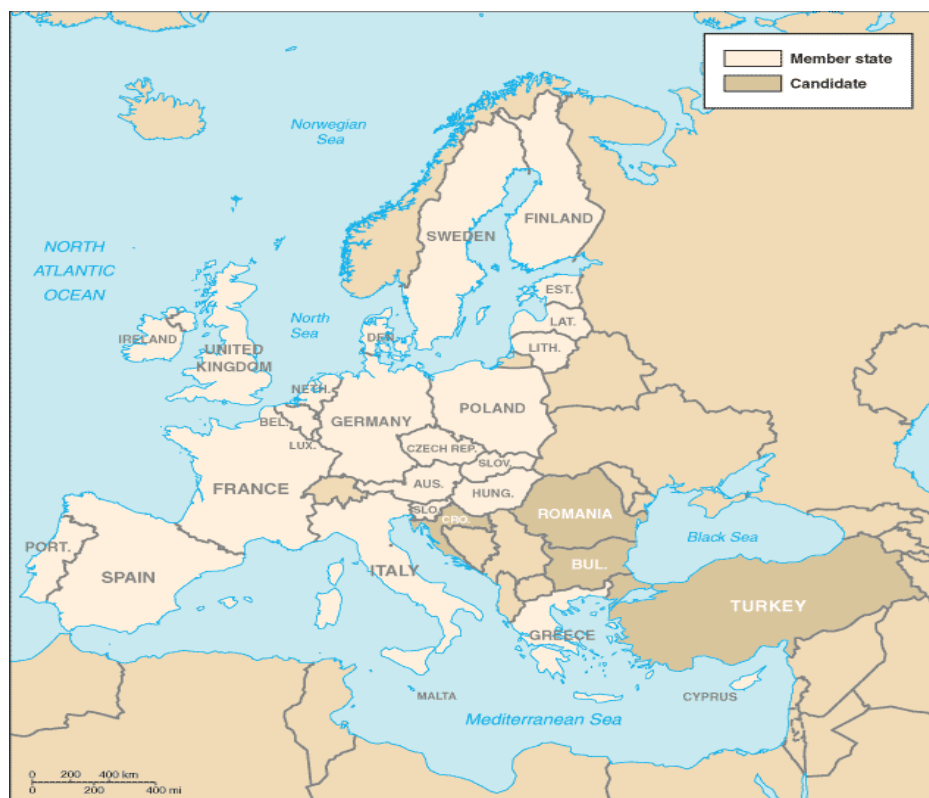 Member state
Candidate
Norwegian
Sea
FINLAND
SWEDEN
NORTH
ATLANTIC
OCEAN
EST.
North
Sea
LAT.
DEN.
IRELAND
LITH.
UNITED
KINGDOM
NETH.
POLAND
BEL.
GERMANY
LUX.
CZECH REP.
SLOV.
AUS.
FRANCE
HUNG.
SLO.
CRO.
ROMANIA
Black Sea
PORT.
BUL.
ITALY
SPAIN
TURKEY
GREECE
MALTA
CYPRUS
Mediterranean Sea
0 200 400 km
0 200 400 mi